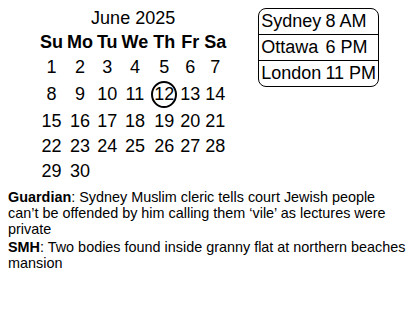 June 2025
Su Mo Tu We Th Fr Sa
1 2 3 4 5 6 7
8 9 10 11 12 13 14
15 16 17 18 19 20 21
22 23 24 25 26 27 28
29 30
Sydney 8 AM
Ottawa 6 PM
London 11 PM
Guardian: Sydney Muslim cleric tells court Jewish people
can’t be offended by him calling them ‘vile’ as lectures were
private
SMH: Two bodies found inside granny flat at northern beaches
mansion